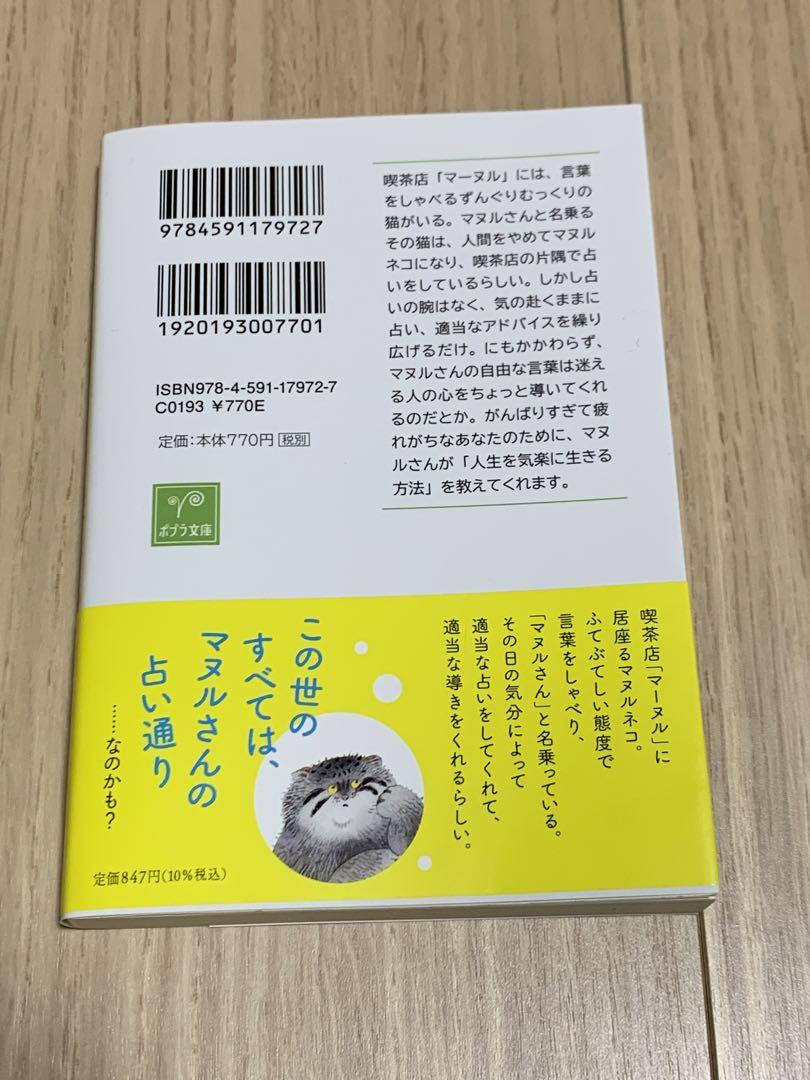 9784591179727
1920193007701
ISBN978-4-591-17972-7
C0193 ¥770E
定価:本体770円 税別
ポプラ文庫
喫茶店「マーヌル」には、言葉
をしゃべるずんぐりむっくりの
猫がいる。マヌルさんと名乗る
その猫は、人間をやめてマヌル
ネコになり、喫茶店の片隅で占
いをしているらしい。しかし占
いの腕はなく、気の赴くままに
占い、適当なアドバイスを繰り
広げるだけ。にもかかわらず、
マヌルさんの自由な言葉は迷え
る人の心をちょっと導いてくれ
るのだとか。がんばりすぎて疲
れがちなあなたのために、マヌ
ルさんが「人生を気楽に生きる
方法」を教えてくれます。
喫茶店「マーヌル」に
居座るマヌルネコ。
ふてぶてしい態度で
言葉をしゃべり、
「マヌルさん」と名乗っている。
その日の気分によって
適当な占いをしてくれて、
適当な導きをくれるらしい。
この世の
すべては、
マヌルさんの
占い通り
……なのかも?
定価847円(10%税込)